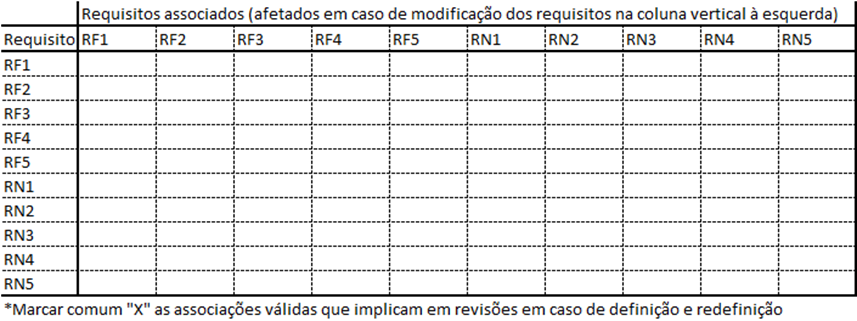 Requisitos associados (afetados em caso de modificação dos requisitos na coluna vertical à esquerda)
Requisito RF1 RF2 RF3 RF4 RF5 RN1 RN2 RN3 RN4 RN5
RF1
RF2
RF3
RF4
RF5
RN1
RN2
RN3
RN4
RN5
*Marcar comum "X" as associações válidas que implicam em revisões em caso de definição e redefinição